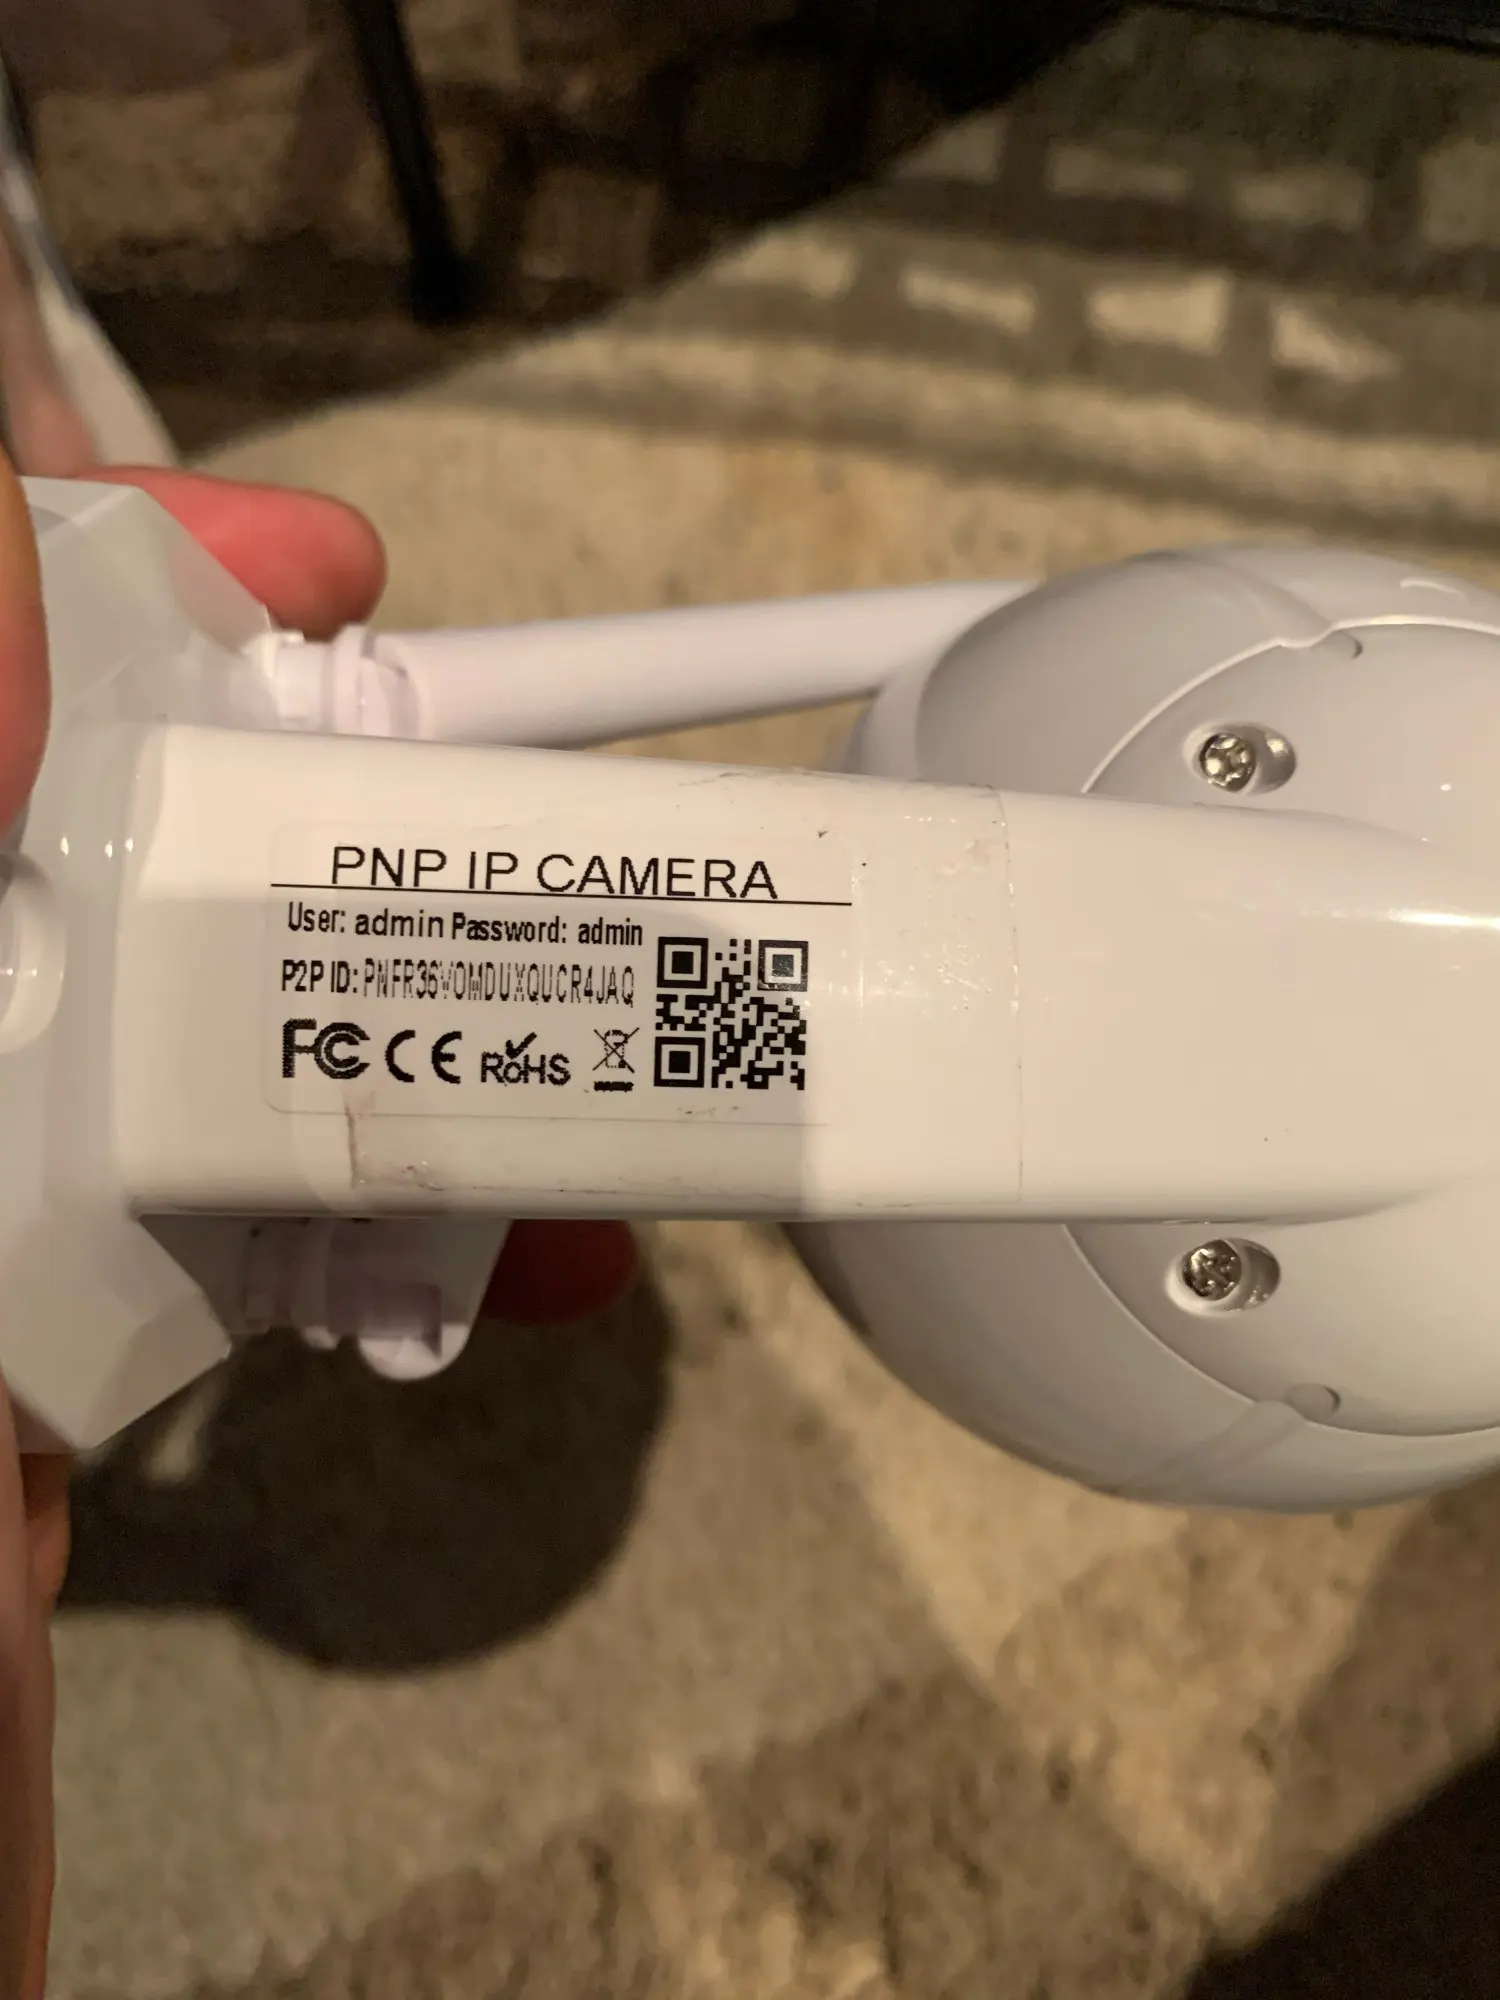 PNP IP CAMERA
User: admin Password: admin
P2P ID: PNFR36VOMDUXQUCR4JAQ
FC CE RoHS